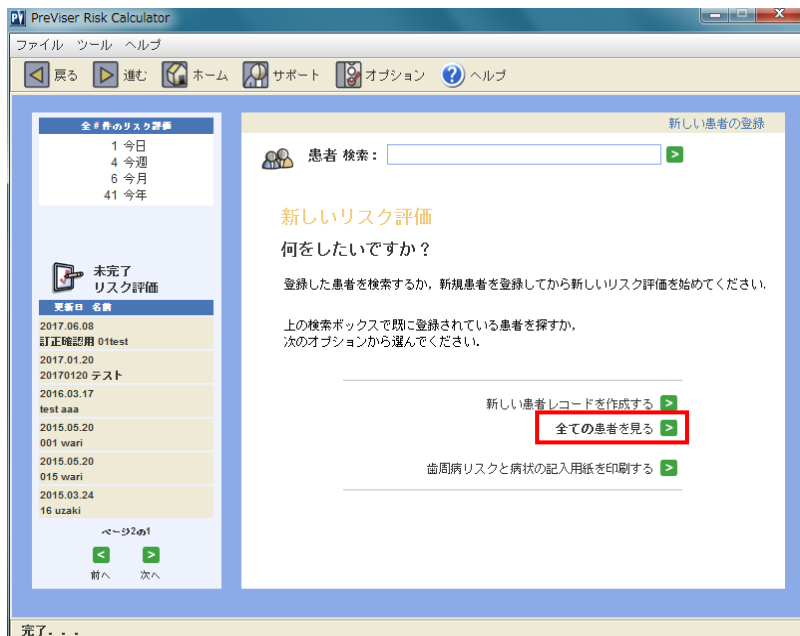 PreViser Risk Calculator
ファイル ツール ヘルプ
戻る 進む ホーム サポート オプション ヘルプ
全#件のリスク評価
1 今日
4 今週
6 今月
41 今年
未完了
リスク評価
更新日 名前
2017.06.08
訂正確認用 01test
2017.01.20
20170120 テスト
2016.03.17
test aaa
2015.05.20
001 wari
2015.05.20
015 wari
2015.03.24
16 uzaki
ページ2の1
前へ 次へ
新しい患者の登録
患者 検索：
新しいリスク評価
何をしたいですか？
登録した患者を検索するか，新規患者を登録してから新しいリスク評価を始めてください．
上の検索ボックスで既に登録されている患者を探すか，
次のオプションから選んでください．
新しい患者レコードを作成する
全ての患者を見る
歯周病リスクと病状の記入用紙を印刷する
完了．．．